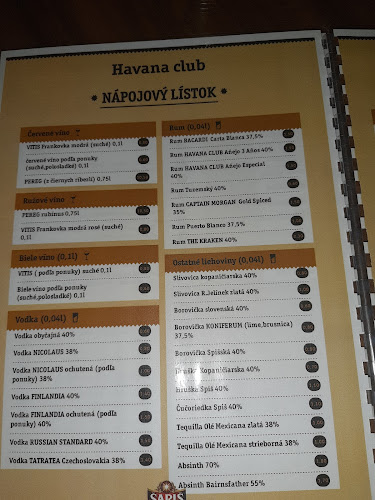 Havana club
• NÁPOJOVÝ LÍSTOK •
Červené víno
VITIS Frankovka modrá (suché) 0,1l
červené víno podľa ponuky
(suché,polosladké) 0,1l
PEREG (z čiernych ríbezlí) 0,75l
Ružové víno
PEREG rubínus 0,75l
VITIS Frankovka modrá rosé (suché)
0,1l
Biele víno (0,1l)
VITIS ( podľa ponuky) suché 0,1l
Biele víno podľa ponuky
(suché,polosladké) 0,1l
Vodka (0,04l)
Vodka obyčajná 40%
Vodka NICOLAUS 38%
Vodka NICOLAUS ochutená (podľa
ponuky) 38%
Vodka FINLANDIA 40%
Vodka FINLANDIA ochutená (podľa
ponuky) 40%
Vodka RUSSIAN STANDARD 40%
Vodka TATRATEA Czechoslovakia 38%
Rum (0,04l)
Rum BACARDI Carta Blanca 37,5%
Rum HAVANA CLUB Añejo 3 Años 40%
Rum HAVANA CLUB Añejo Especial
40%
Rum Tuzemský 40%
Rum CAPTAIN MORGAN Gold Spiced
35%
Rum Puerto Blanco 37,5%
Rum THE KRAKEN 40%
Ostatné liehoviny (0,04l)
Slivovica kopaničiarska 40%
Slivovica R.Jelínek zlatá 40%
Borovička slovenská 40%
Borovička KONIFERUM (lime,brusnica)
37,5%
Borovička Spišská 40%
Hruška Kopaničiarska 40%
Hruška Spiš 40%
Čučoriedka Spiš 40%
Tequilla Olé Mexicana zlatá 38%
Tequilla Olé Mexicana strieborná 38%
Absinth 70%
Absinth Bairnsfather 55%
ŠARIŠ